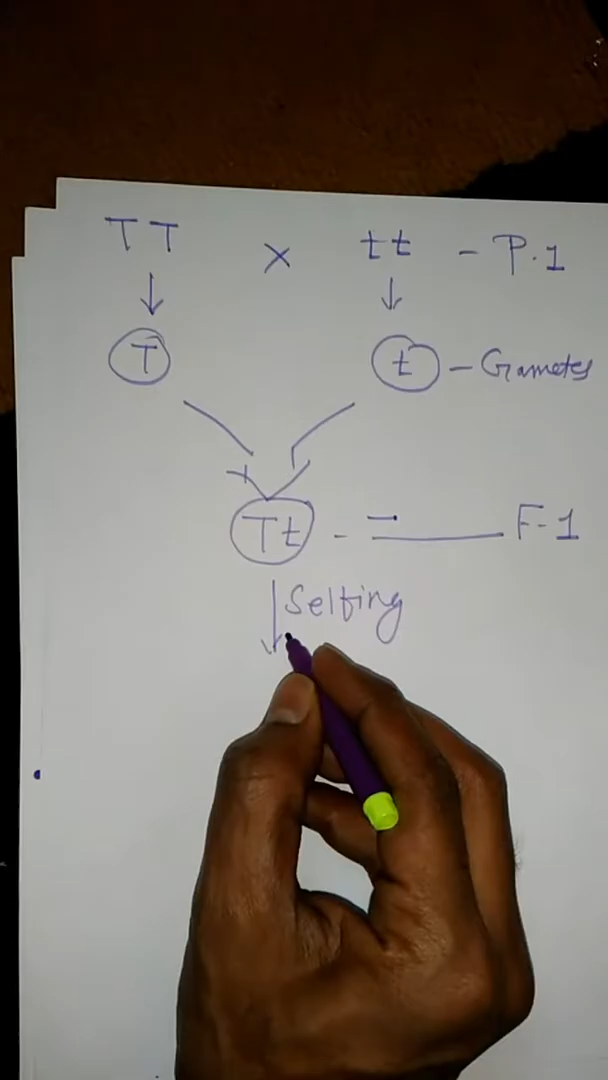 TT × tt - P.1
T t - Gametes
Tt - F-1
Selfing